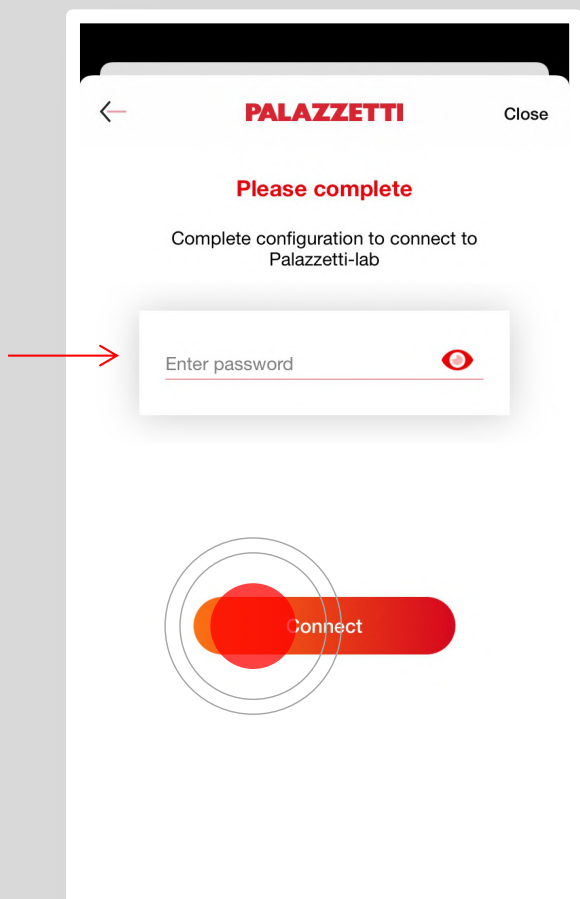 PALAZZETTI
Close
Please complete
Complete configuration to connect to
Palazzetti-lab
Enter password
Connect